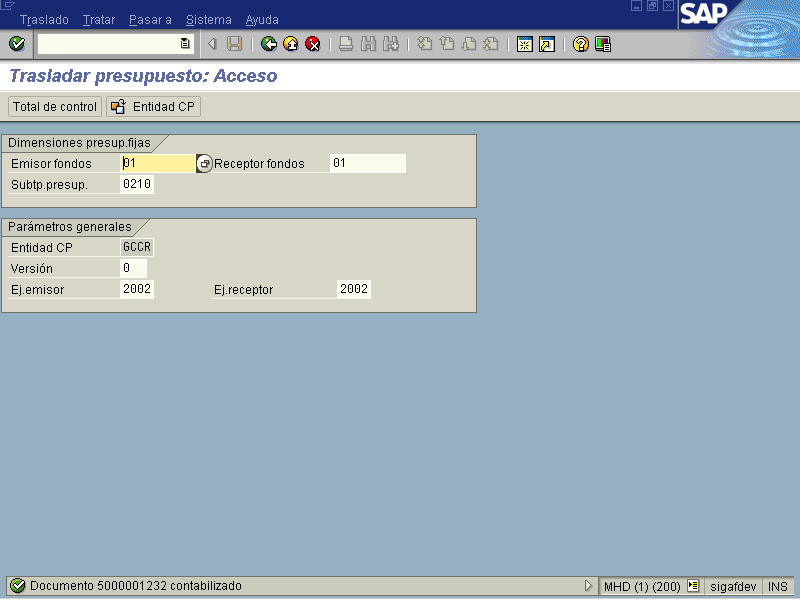 Traslado Tratar Pasar a Sistema Ayuda
SAP
Trasladar presupuesto: Acceso
Total de control Entidad CP
Dimensiones presup.fijas
Emisor fondos 01 Receptor fondos 01
Subtp.presup. 0210
Parámetros generales
Entidad CP GCCR
Versión 0
Ej.emisor 2002 Ej.receptor 2002
Documento 5000001232 contabilizado MHD (1) (200) sigafdev INS